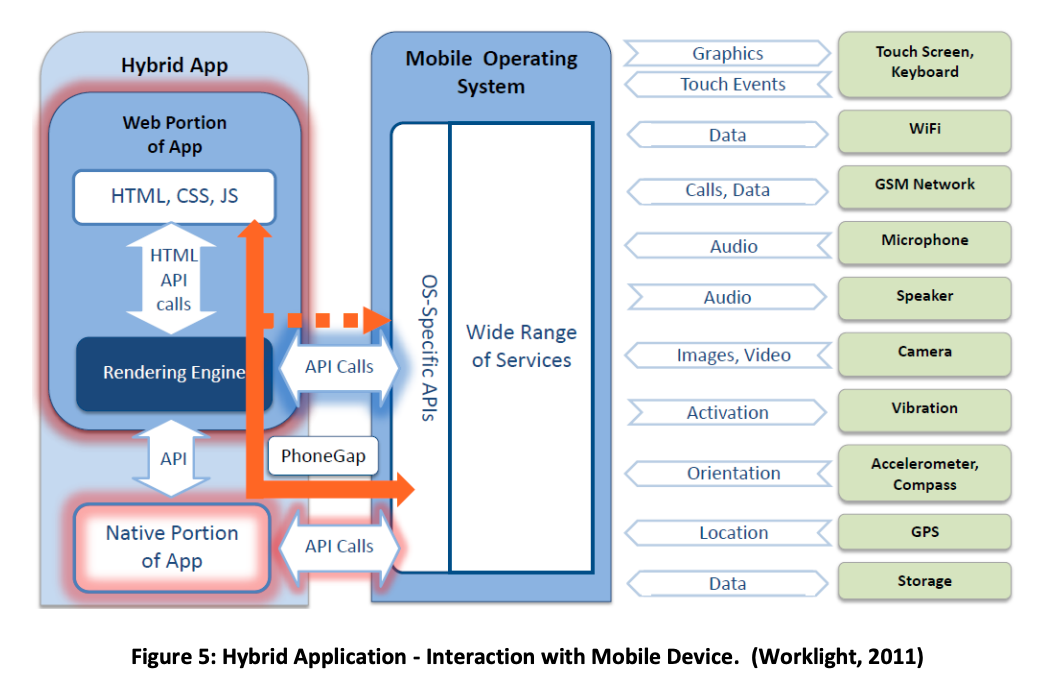 Hybrid App
Web Portion
of App
HTML, CSS, JS
HTML
API
calls
Rendering Engine
API
Native Portion
of App
API Calls
PhoneGap
API Calls
Mobile Operating
System
OS-Specific APIs
Wide Range
of Services
Graphics
Touch Events
Touch Screen,
Keyboard
Data
WiFi
Calls, Data
GSM Network
Audio
Microphone
Audio
Speaker
Images, Video
Camera
Activation
Vibration
Orientation
Accelerometer,
Compass
Location
GPS
Data
Storage
Figure 5: Hybrid Application - Interaction with Mobile Device. (Worklight, 2011)